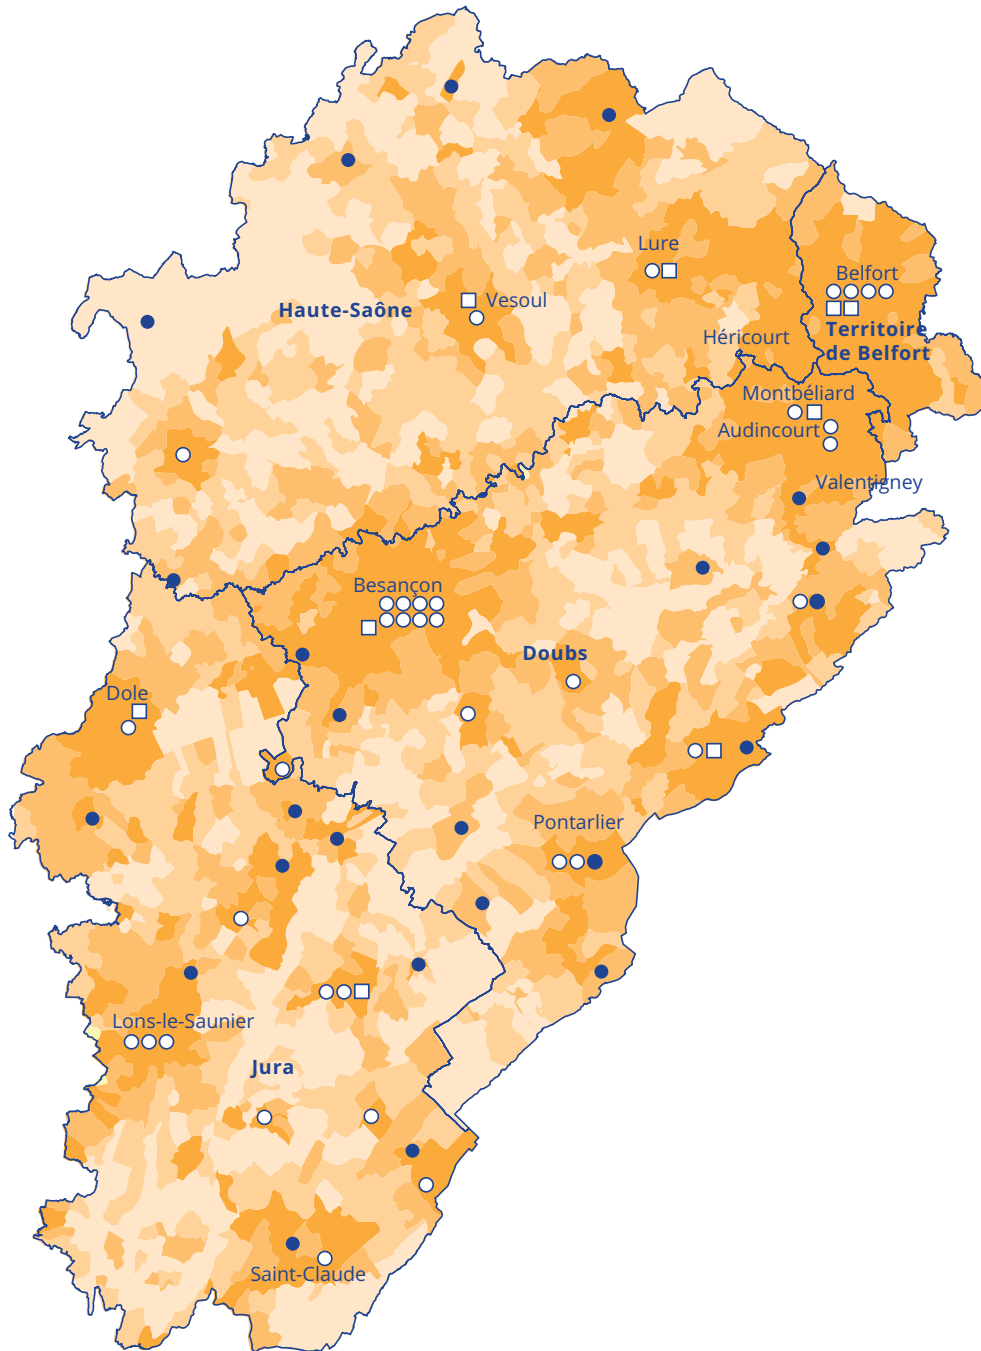 Lure
Belfort
Vesoul
Haute-Saône
Territoire
de Belfort
Héricourt
Montbéliard
Audincourt
Valentigney
Besançon
Doubs
Dole
Pontarlier
Lons-le-Saunier
Jura
Saint-Claude